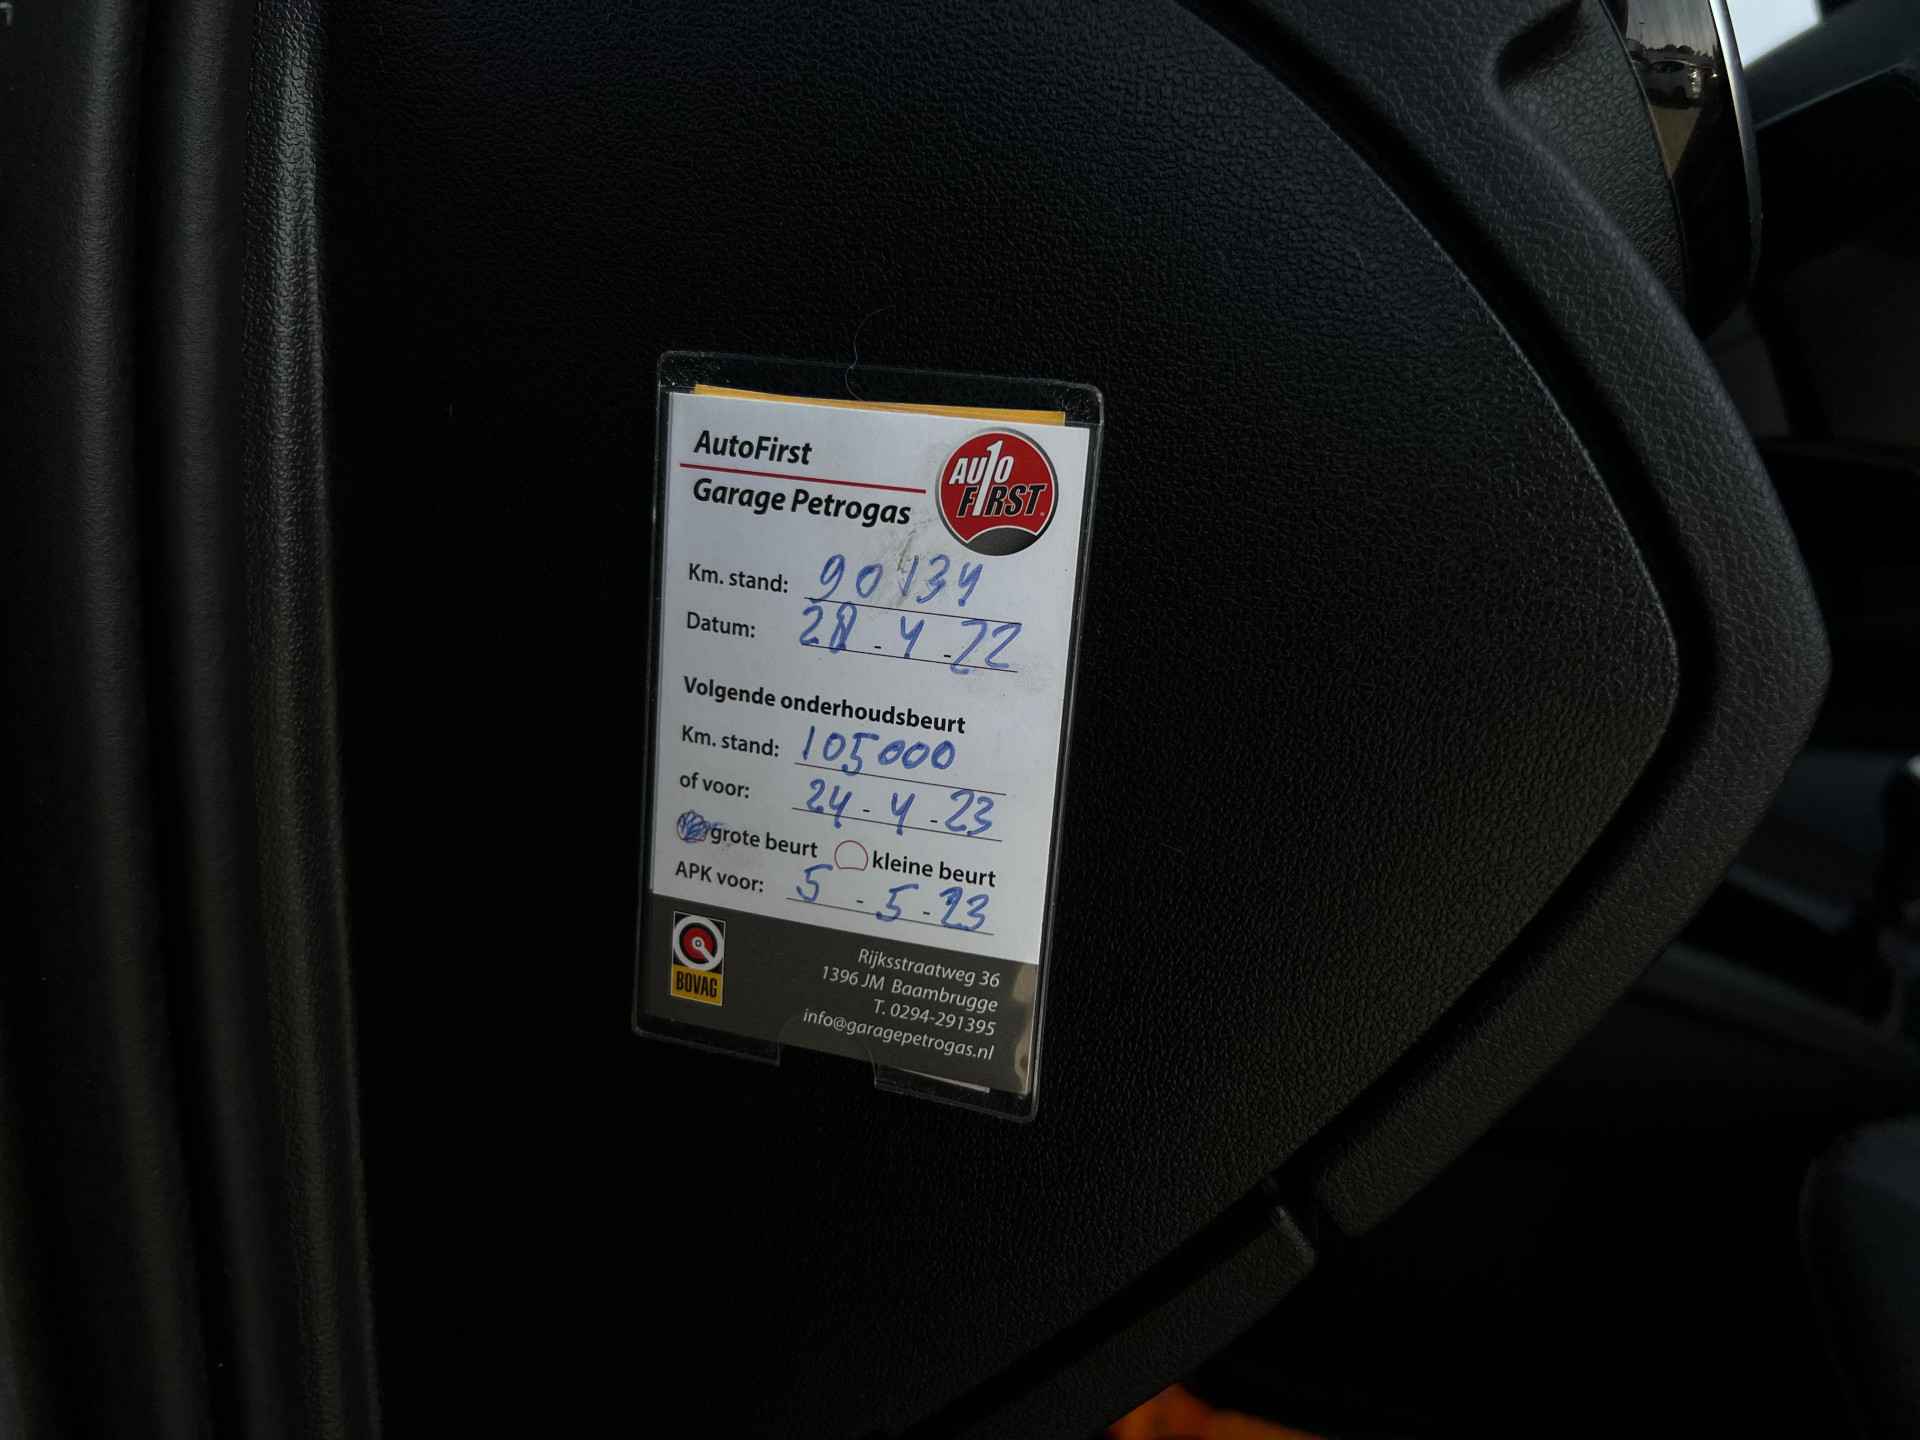 AutoFirst
Garage Petrogas
AUTO
FIRST
Km. stand: 90134
Datum: 28-4-22
Volgende onderhoudsbeurt
Km. stand: 105000
of voor: 24-4-23
grote beurt kleine beurt
APK voor: 5-5-23
BOVAG
Rijksstraatweg 36
1396 JM Baambrugge
T. 0294-291395
info@garagepetrogas.nl